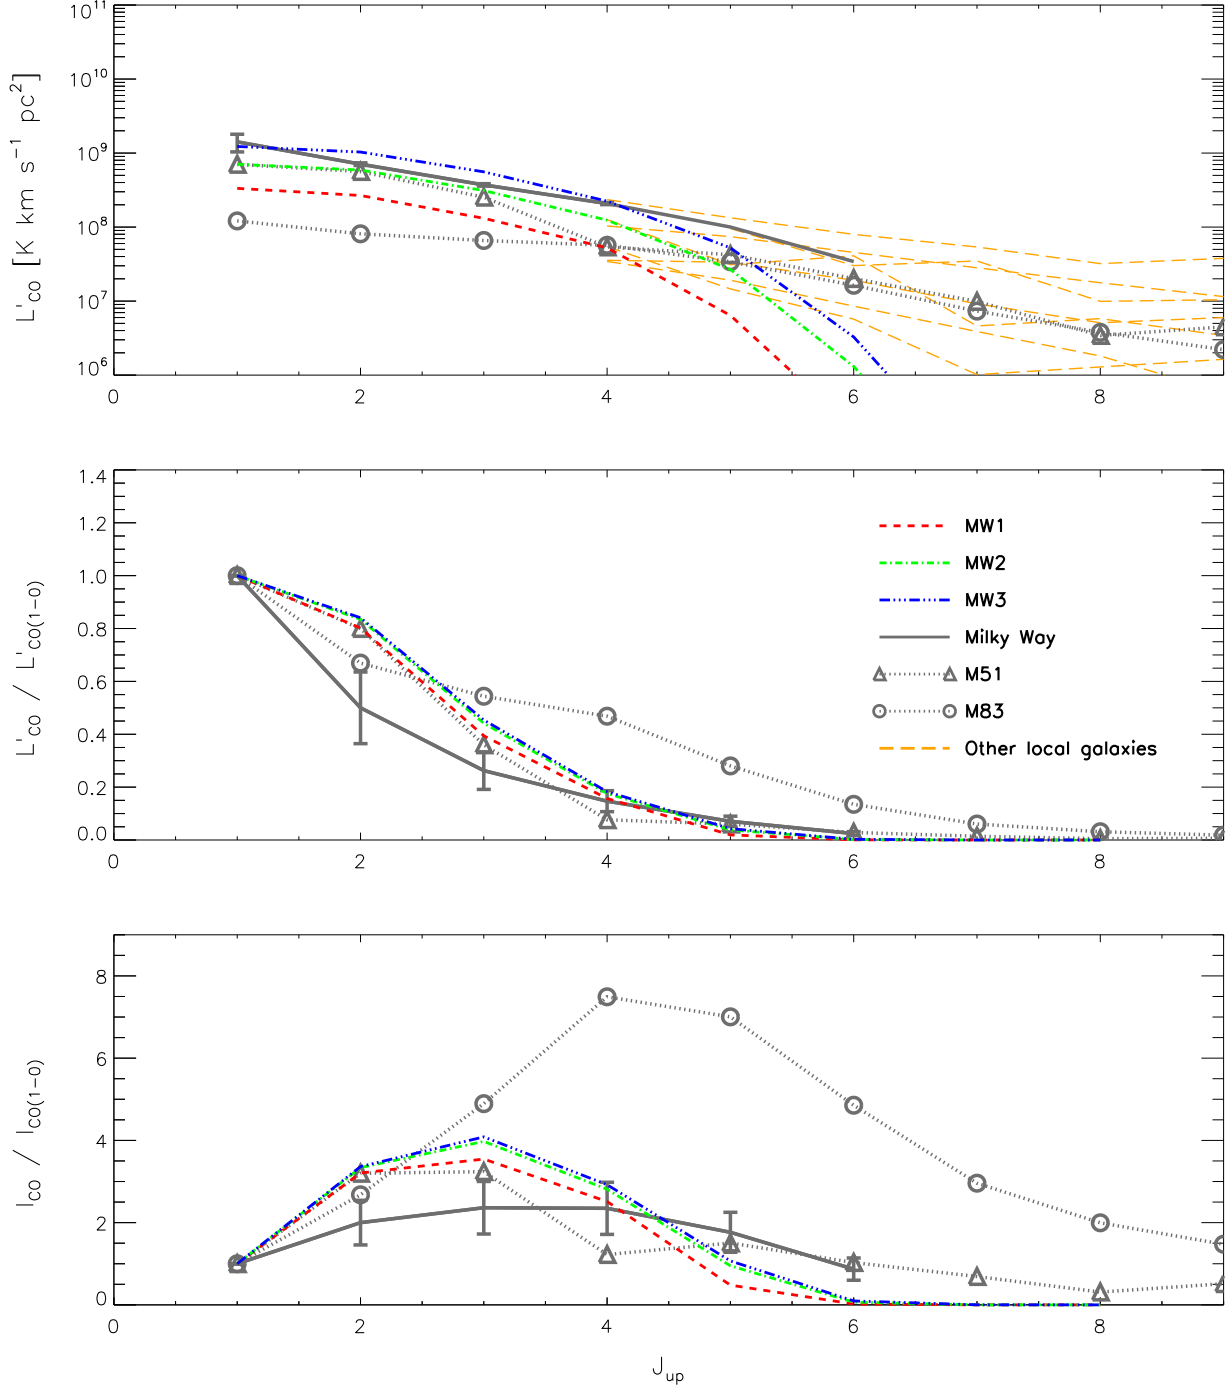 10^11
10^10
10^9
10^8
10^7
10^6
L'CO [K km s^-1 pc^2]
0 2 4 6 8
1.4
1.2
1.0
0.8
0.6
0.4
0.2
0.0
L'CO / L'CO(1-0)
MW1
MW2
MW3
Milky Way
M51
M83
Other local galaxies
0 2 4 6 8
8
6
4
2
0
ICO / ICO(1-0)
0 2 4 6 8
Jup